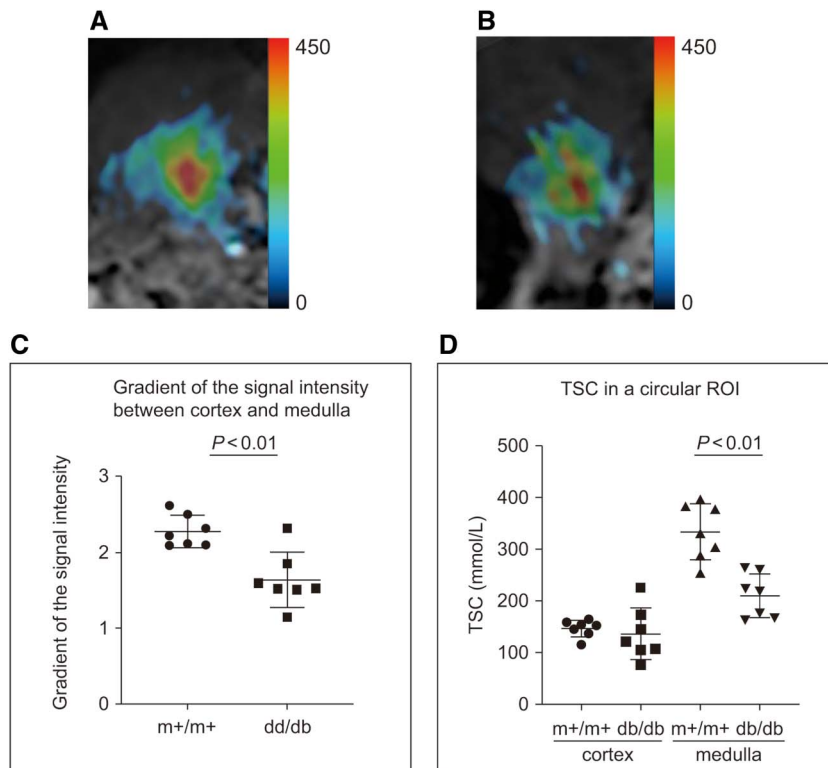 A
450
0
B
450
0
C
Gradient of the signal intensity
between cortex and medulla
P < 0.01
Gradient of the signal intensity
3
2
1
0
m+/m+
dd/db
D
TSC in a circular ROI
P < 0.01
TSC (mmol/L)
500
400
300
200
100
0
m+/m+ db/db m+/m+ db/db
cortex medulla